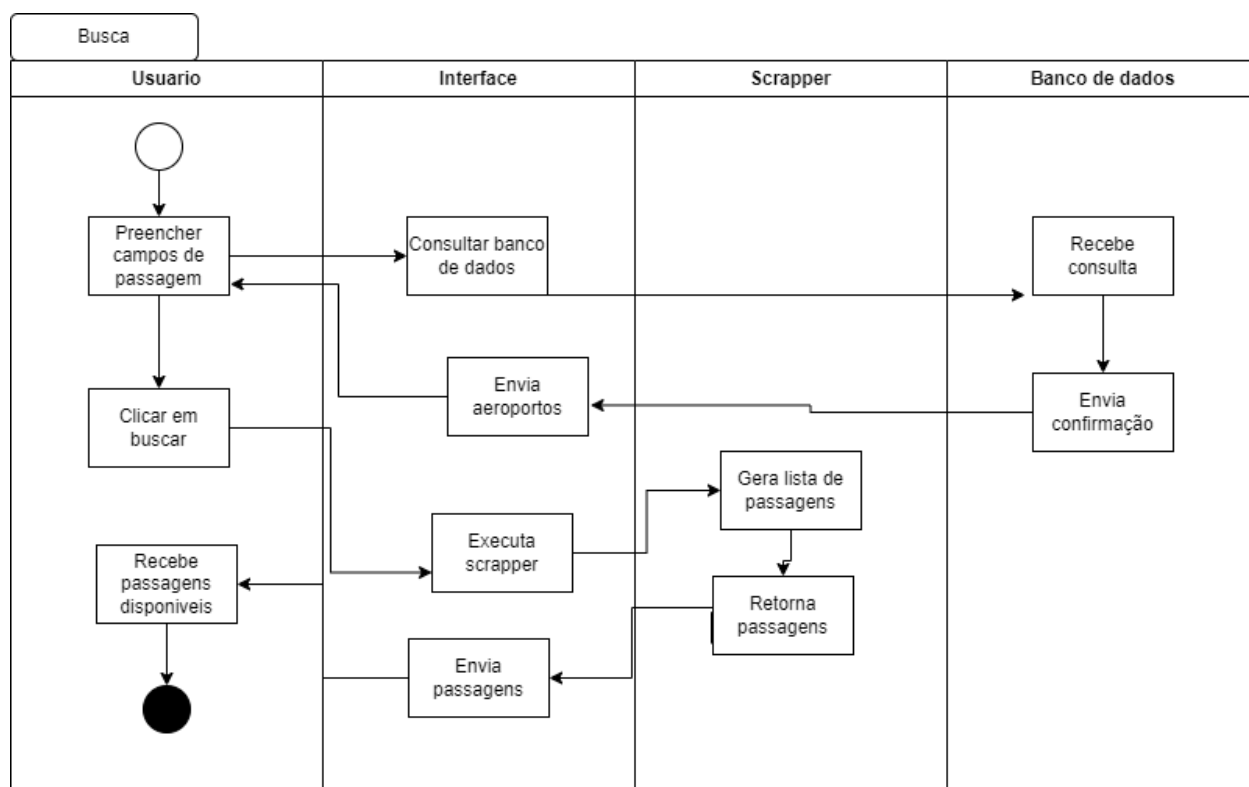 Busca
Usuario
Interface
Scrapper
Banco de dados
Preencher
campos de
passagem
Consultar banco
de dados
Recebe
consulta
Envia
aeroportos
Envia
confirmação
Clicar em
buscar
Gera lista de
passagens
Executa
scrapper
Recebe
passagens
disponiveis
Retorna
passagens
Envia
passagens